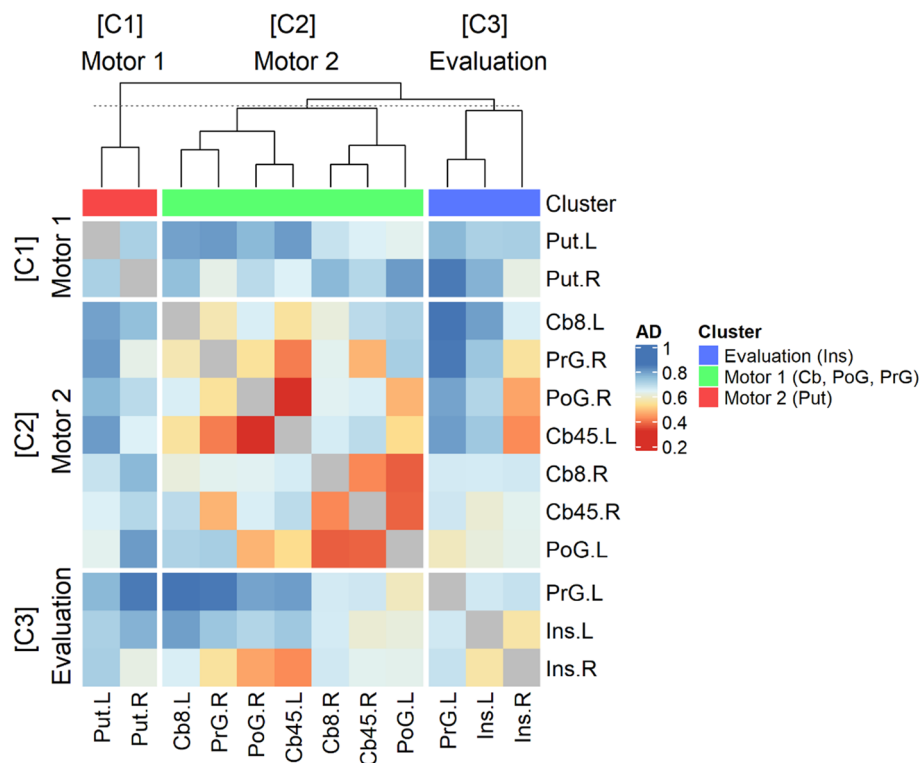 [C1] [C2] [C3]
Motor 1 Motor 2 Evaluation
Cluster
[C1]
Motor 1
Put.L
Put.R
[C2]
Motor 2
Cb8.L
PrG.R
PoG.R
Cb45.L
Cb8.R
Cb45.R
PoG.L
[C3]
Evaluation
PrG.L
Ins.L
Ins.R
Put.L Put.R Cb8.L PrG.R PoG.R Cb45.L Cb8.R Cb45.R PoG.L PrG.L Ins.L Ins.R
AD
1
0.8
0.6
0.4
0.2
Cluster
Evaluation (Ins)
Motor 1 (Cb, PoG, PrG)
Motor 2 (Put)